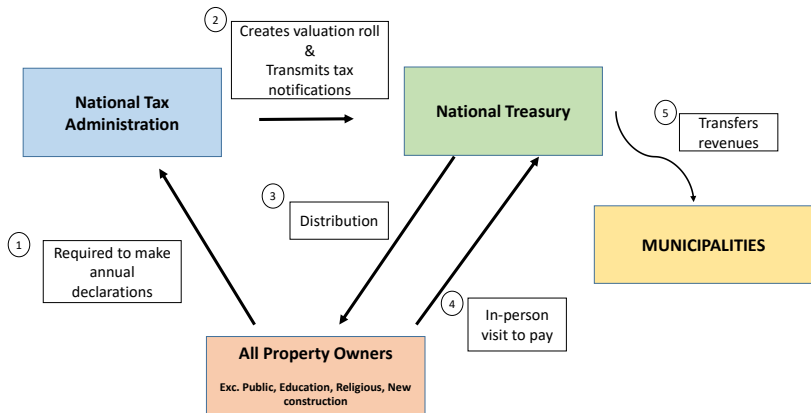 2
Creates valuation roll
&
Transmits tax
notifications
National Tax
Administration
National Treasury
5
Transfers
revenues
3
Distribution
MUNICIPALITIES
1
Required to make
annual
declarations
4
In-person
visit to pay
All Property Owners
Exc. Public, Education, Religious, New
construction